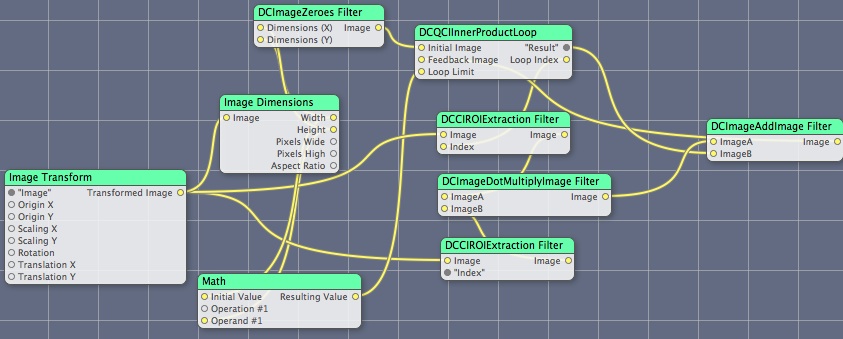 DCImageZeroes Filter
Dimensions (X) Image
Dimensions (Y)
DCQCIInnerProductLoop
Initial Image "Result"
Feedback Image Loop Index
Loop Limit
Image Dimensions
Image Width
Height
Pixels Wide
Pixels High
Aspect Ratio
DCCIROIExtraction Filter
Image Image
Index
DCImageAddImage Filter
ImageA Image
ImageB
Image Transform
"Image" Transformed Image
Origin X
Origin Y
Scaling X
Scaling Y
Rotation
Translation X
Translation Y
DCImageDotMultiplyImage Filter
ImageA Image
ImageB
DCCIROIExtraction Filter
Image Image
"Index"
Math
Initial Value Resulting Value
Operation #1
Operand #1